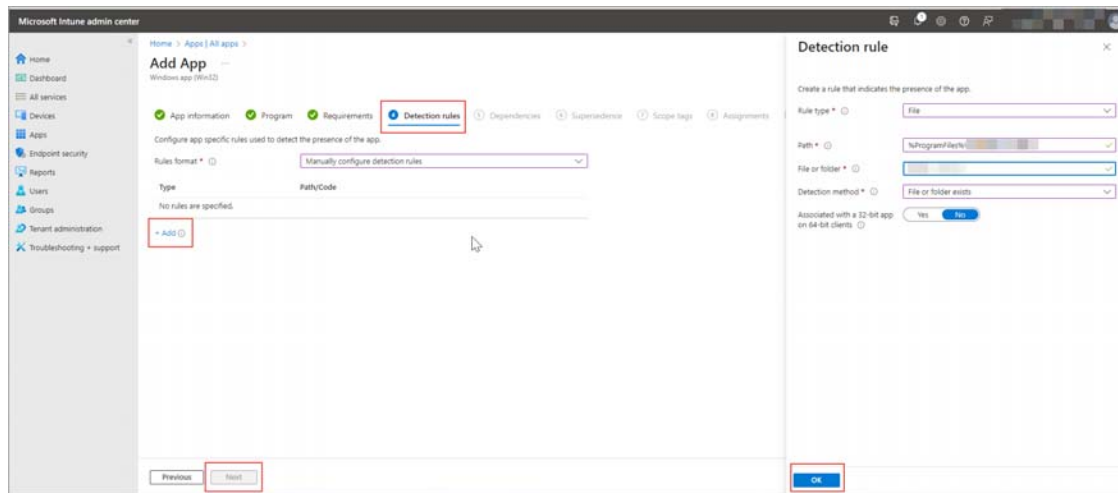 Microsoft Intune admin center
Home
Dashboard
All services
Devices
Apps
Endpoint security
Reports
Users
Groups
Tenant administration
Troubleshooting + support
Home > Apps | All apps >
Add App
Windows app (Win32)
App information
Program
Requirements
4 Detection rules
5 Dependencies
6 Supersedence
7 Scope tags
8 Assignments
Configure app specific rules used to detect the presence of the app.
Rules format *
Manually configure detection rules
Type Path/Code
No rules are specified.
+ Add
Previous
Next
Detection rule
Create a rule that indicates the presence of the app.
Rule type *
File
Path *
%ProgramFiles%\
File or folder *
Detection method *
File or folder exists
Associated with a 32-bit app
on 64-bit clients
Yes No
OK